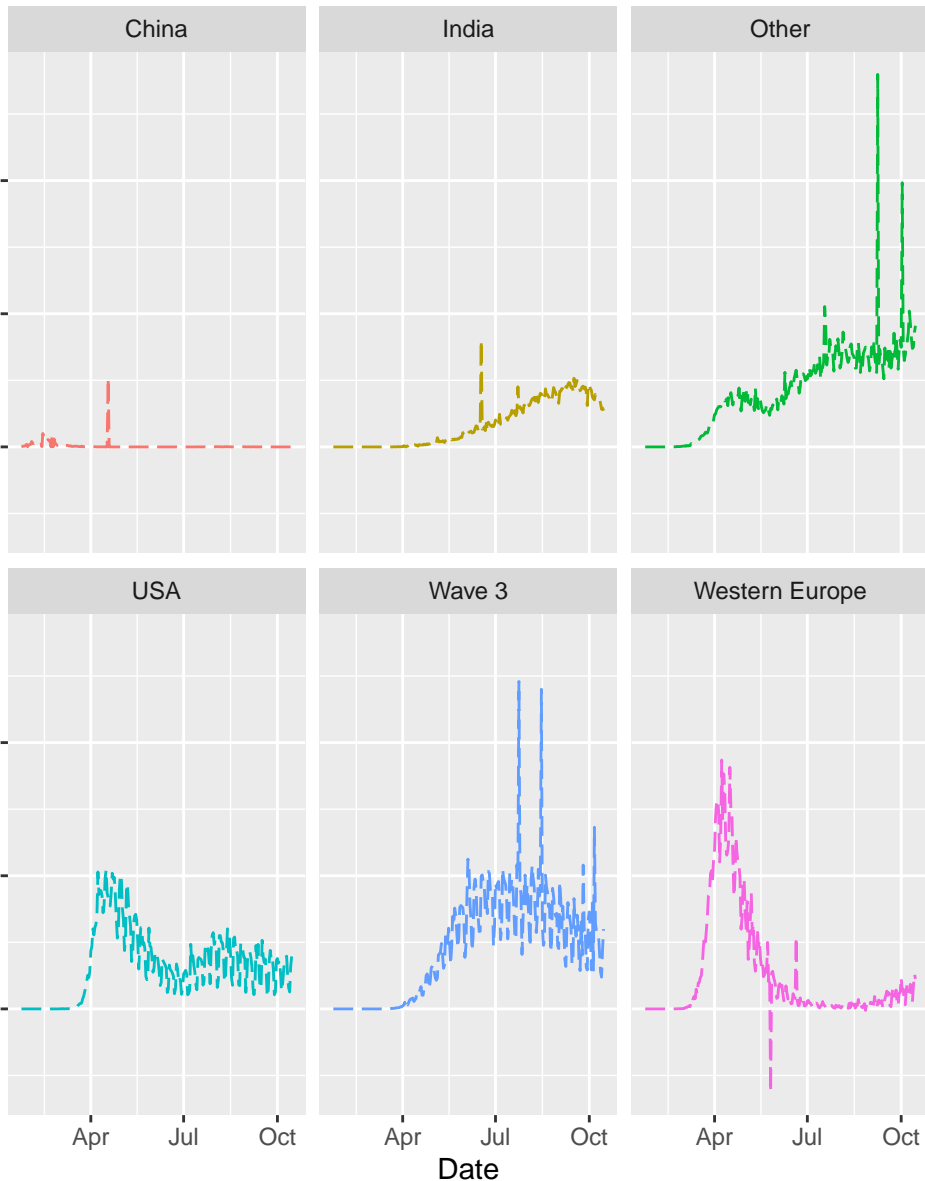 China
India
Other
USA
Wave 3
Western Europe
Apr Jul Oct Apr Jul Oct Apr Jul Oct
Date